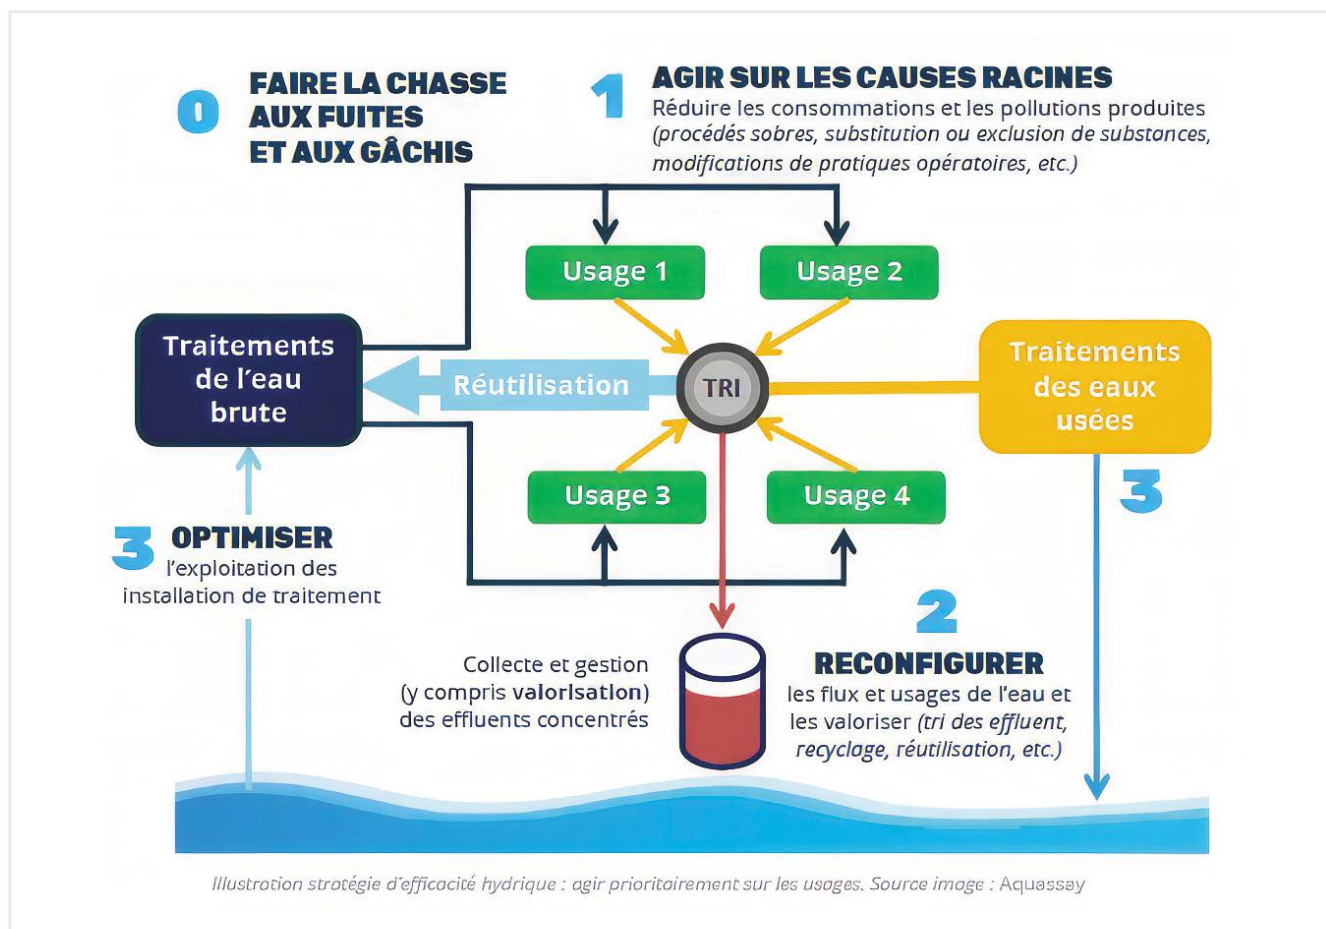 0
FAIRE LA CHASSE
AUX FUITES
ET AUX GÂCHIS
1
AGIR SUR LES CAUSES RACINES
Réduire les consommations et les pollutions produites
(procédés sobres, substitution ou exclusion de substances,
modifications de pratiques opératoires, etc.)
Usage 1
Usage 2
Traitements
de l'eau
brute
Réutilisation
TRI
Traitements
des eaux
usées
Usage 3
Usage 4
3
3
OPTIMISER
l'exploitation des
installation de traitement
2
RECONFIGURER
les flux et usages de l'eau et
les valoriser (tri des effluent,
recyclage, réutilisation, etc.)
Collecte et gestion
(y compris valorisation)
des effluents concentrés
Illustration stratégie d'efficacité hydrique : agir prioritairement sur les usages. Source image : Aquassay